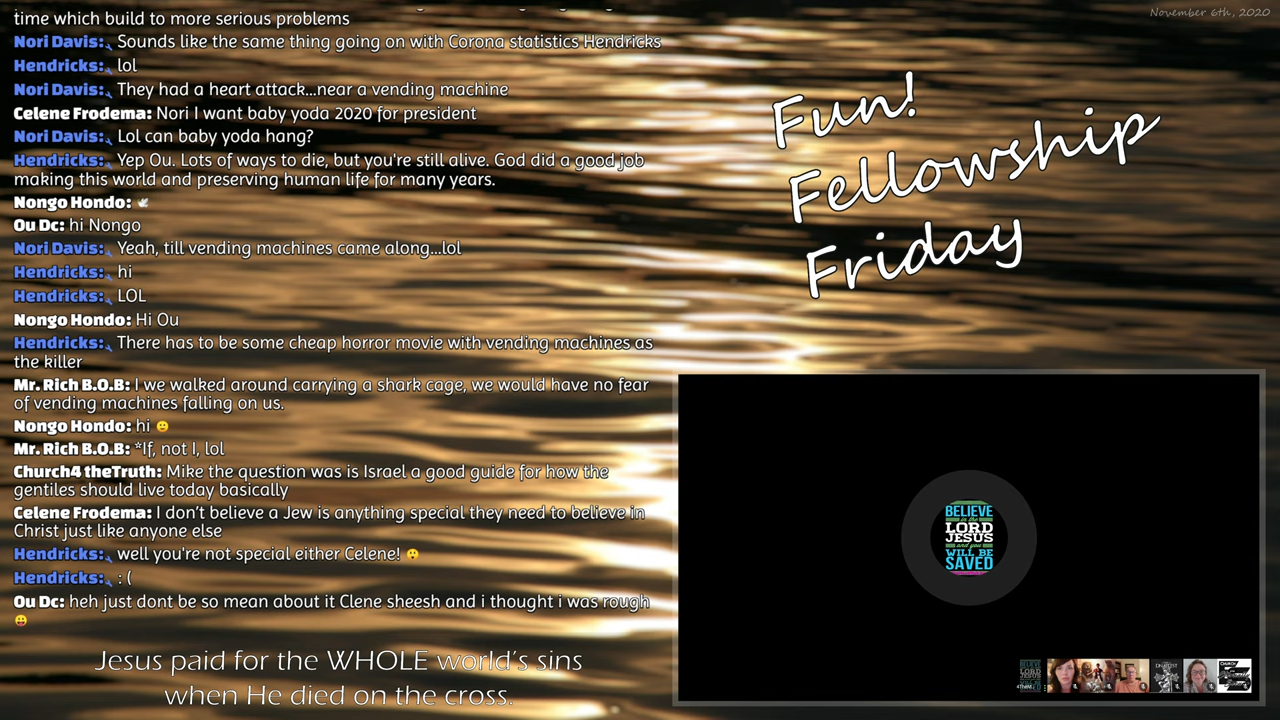 time which build to more serious problems
Nori Davis: Sounds like the same thing going on with Corona statistics Hendricks
Hendricks: lol
Nori Davis: They had a heart attack...near a vending machine
Celene Frodema: Nori I want baby yoda 2020 for president
Nori Davis: Lol can baby yoda hang?
Hendricks: Yep Ou. Lots of ways to die, but you're still alive. God did a good job
making this world and preserving human life for many years.
Nongo Hondo: 🕊
Ou Dc: hi Nongo
Nori Davis: Yeah, till vending machines came along...lol
Hendricks: hi
Hendricks: LOL
Nongo Hondo: Hi Ou
Hendricks: There has to be some cheap horror movie with vending machines as
the killer
Mr. Rich B.O.B: I we walked around carrying a shark cage, we would have no fear
of vending machines falling on us.
Nongo Hondo: hi 🙂
Mr. Rich B.O.B: *If, not I, lol
Church4 theTruth: Mike the question was is Israel a good guide for how the
gentiles should live today basically
Celene Frodema: I don't believe a Jew is anything special they need to believe in
Christ just like anyone else
Hendricks: well you're not special either Celene! 😲
Hendricks: : (
Ou Dc: heh just dont be so mean about it Clene sheesh and i thought i was rough
😛
Jesus paid for the WHOLE world's sins
when He died on the cross.
November 6th, 2020
Fun!
Fellowship
Friday
BELIEVE
in the
LORD
JESUS
and you
WILL BE
SAVED